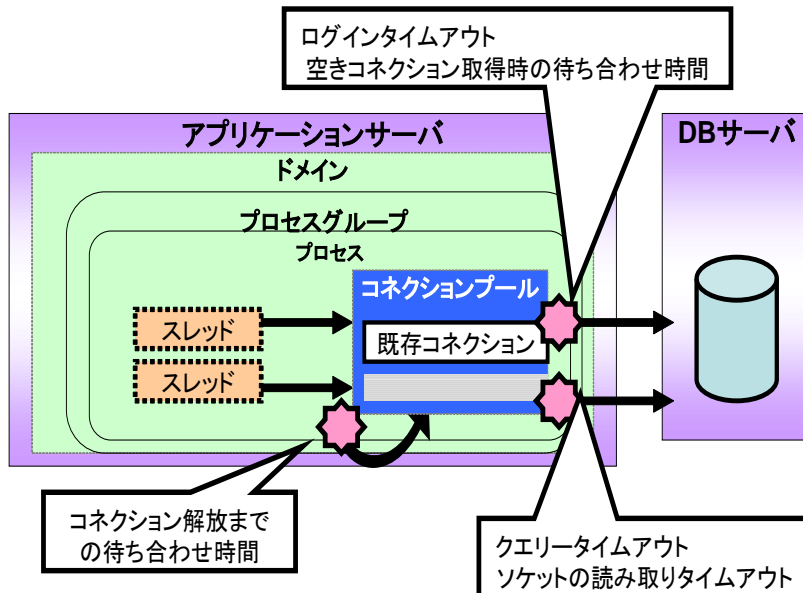 ログインタイムアウト
空きコネクション取得時の待ち合わせ時間
アプリケーションサーバ
DBサーバ
ドメイン
プロセスグループ
プロセス
コネクションプール
スレッド
既存コネクション
スレッド
コネクション解放まで
の待ち合わせ時間
クエリータイムアウト
ソケットの読み取りタイムアウト